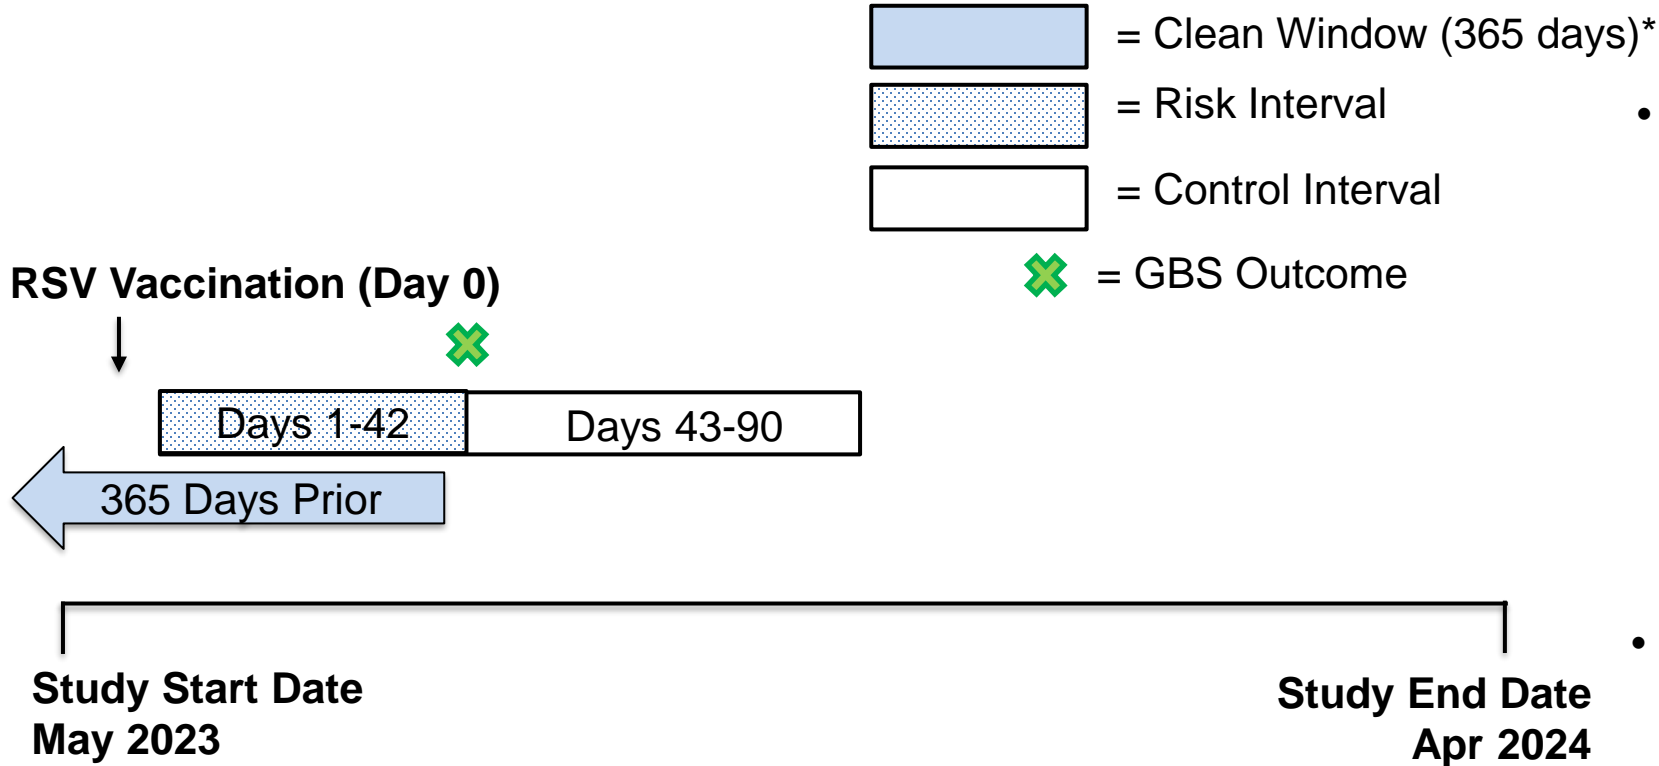 = Clean Window (365 days)*
= Risk Interval
•
= Control Interval
= GBS Outcome
RSV Vaccination (Day 0)
Days 1-42
Days 43-90
365 Days Prior
•
Study Start Date
May 2023
Study End Date
Apr 2024